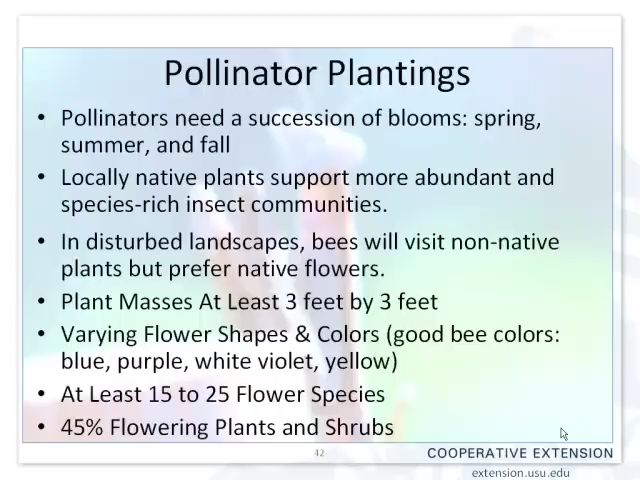 Pollinator Plantings
• Pollinators need a succession of blooms: spring,
summer, and fall
• Locally native plants support more abundant and
species-rich insect communities.
• In disturbed landscapes, bees will visit non-native
plants but prefer native flowers.
• Plant Masses At Least 3 feet by 3 feet
• Varying Flower Shapes & Colors (good bee colors:
blue, purple, white violet, yellow)
• At Least 15 to 25 Flower Species
• 45% Flowering Plants and Shrubs
42
COOPERATIVE EXTENSION
extension.usu.edu